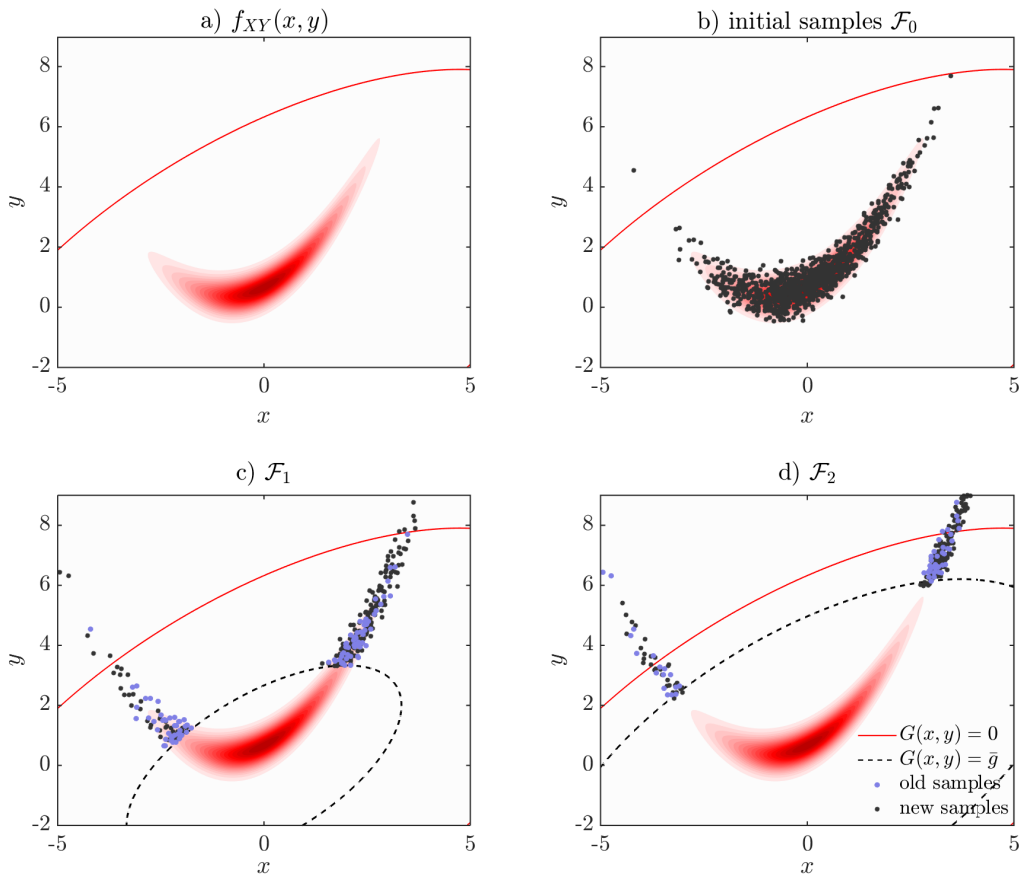 a) f_{XY}(x, y)
8
6
4
2
0
-2
-5
0
5
x
y
b) initial samples 𝓕_0
8
6
4
2
0
-2
-5
0
5
x
y
c) 𝓕_1
8
6
4
2
0
-2
-5
0
5
x
y
d) 𝓕_2
8
6
4
2
0
-2
-5
0
5
x
y
G(x, y) = 0
G(x, y) = ḡ
old samples
new samples